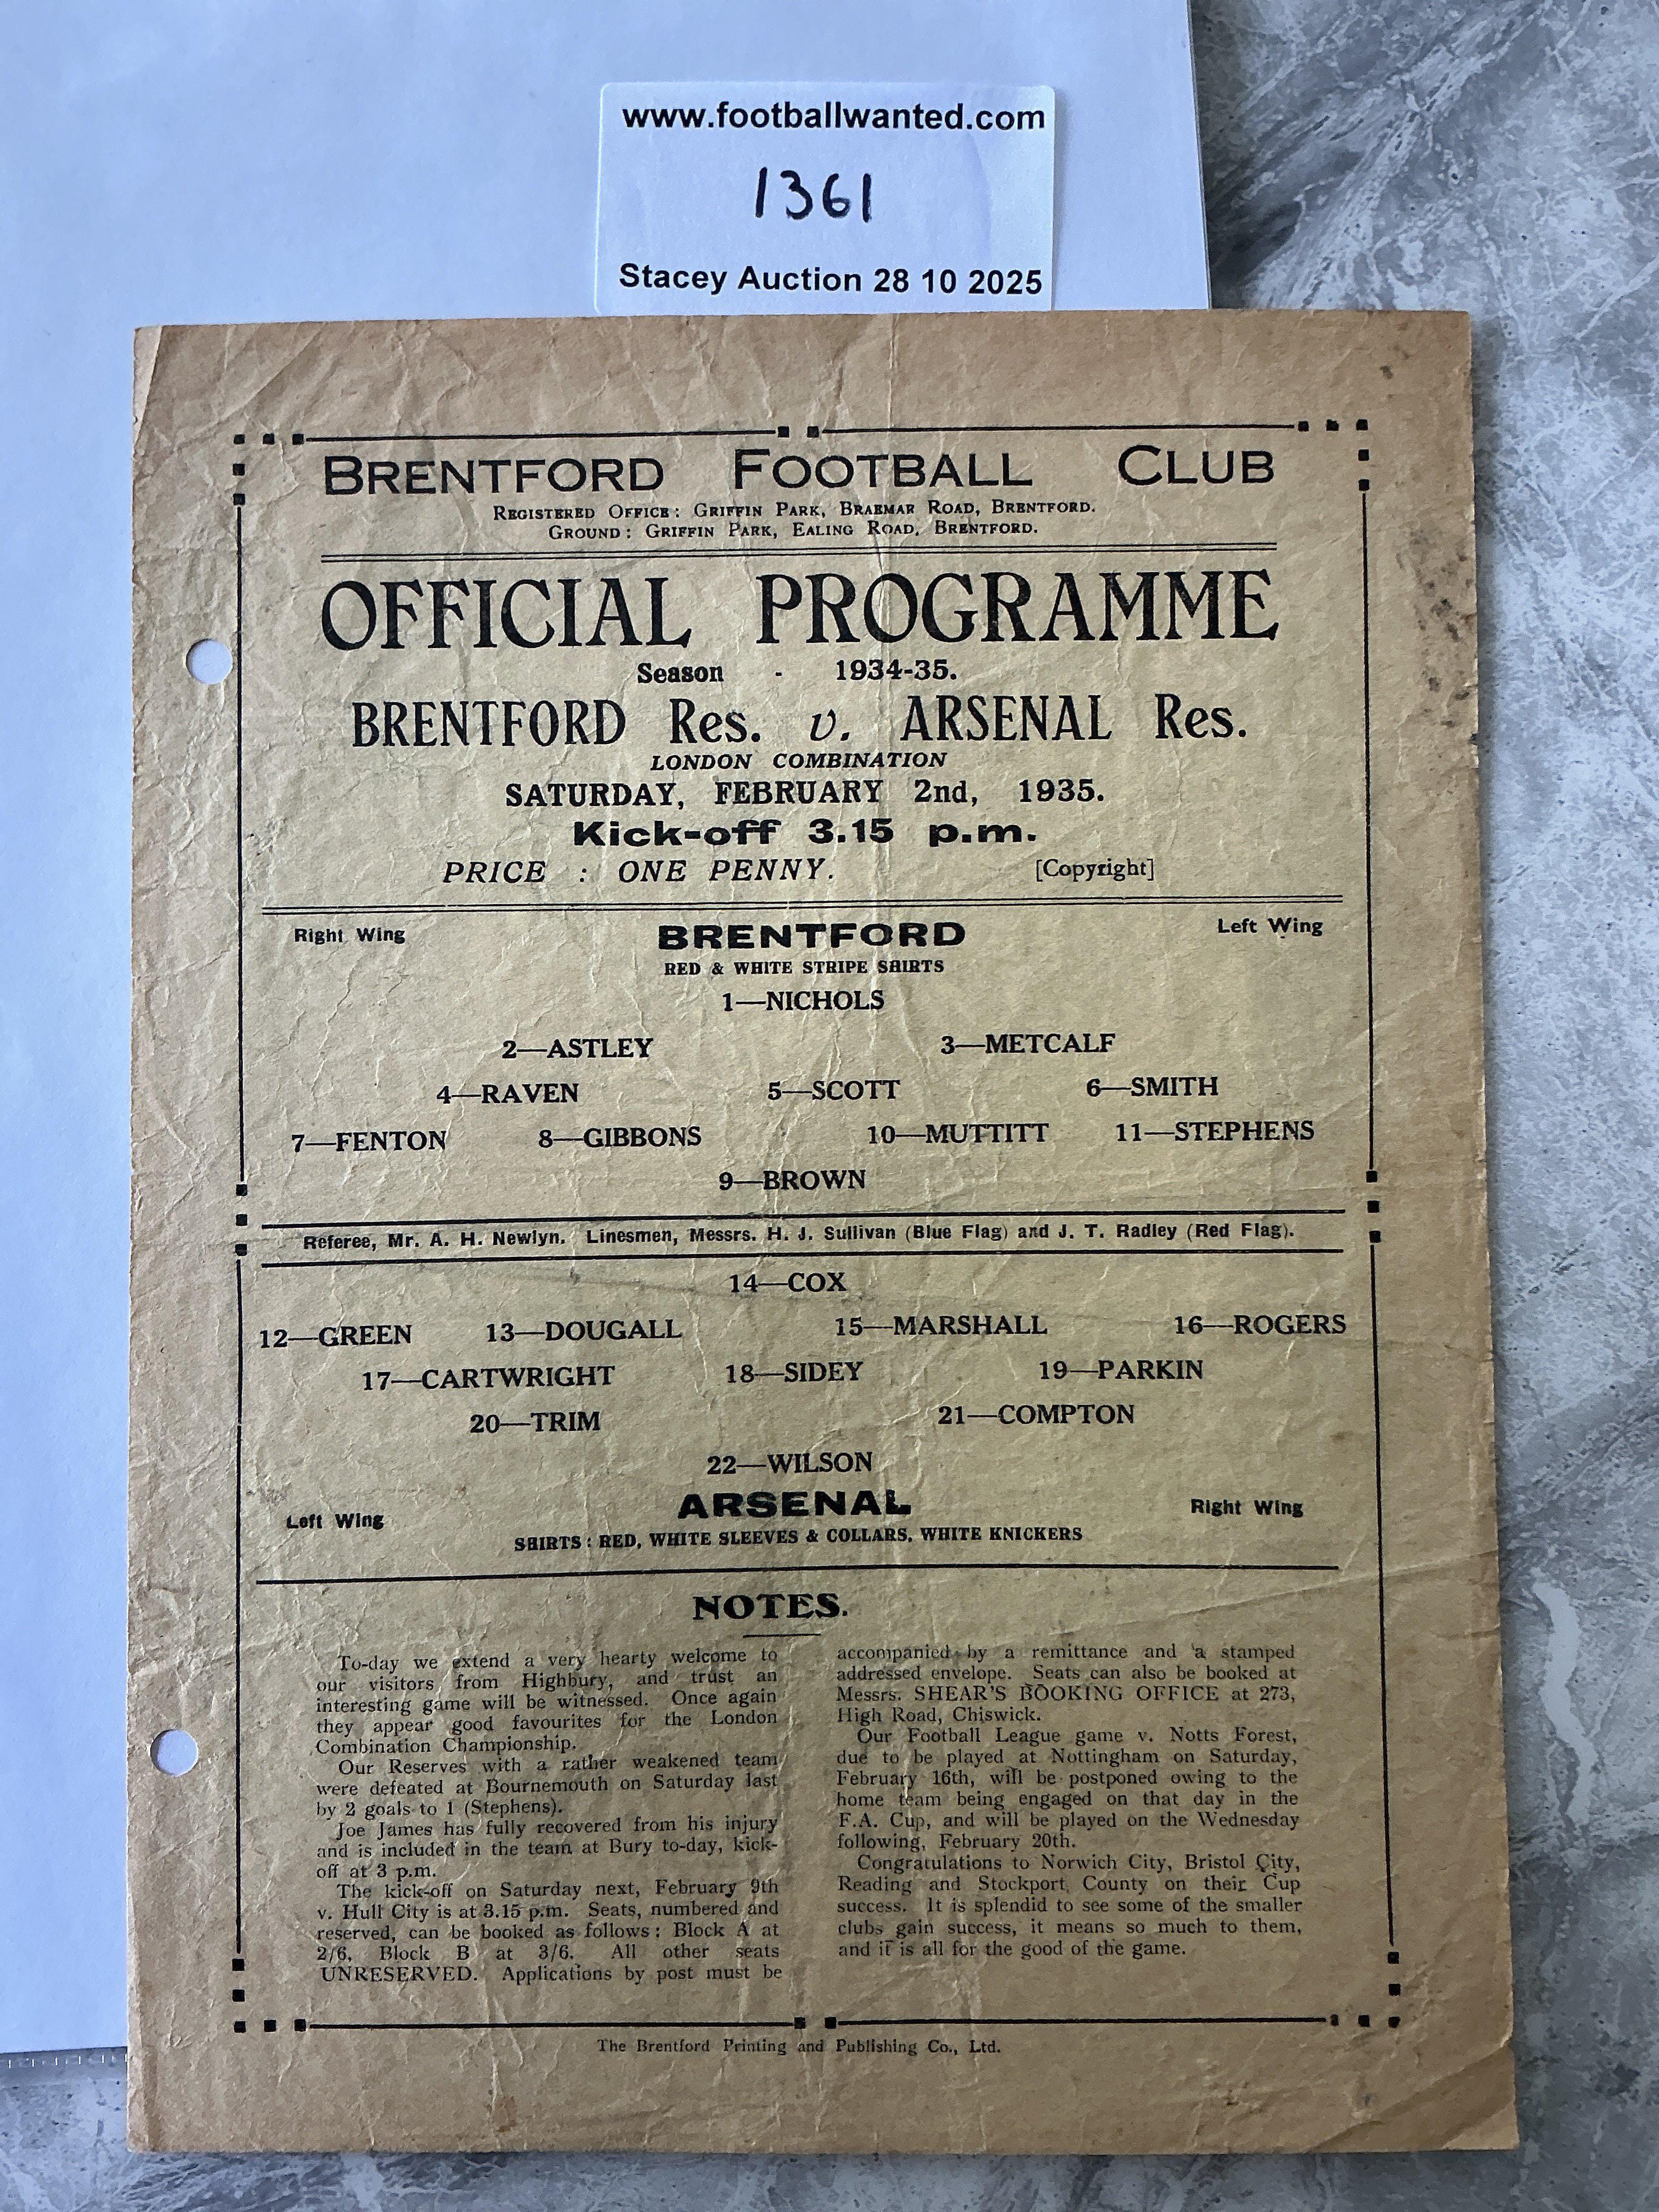 www.footballwanted.com
1361
Stacey Auction 28 10 2025
BRENTFORD FOOTBALL CLUB
REGISTERED OFFICE: GRIFFIN PARK, BRAEMAR ROAD, BRENTFORD.
GROUND: GRIFFIN PARK, EALING ROAD, BRENTFORD.
OFFICIAL PROGRAMME
Season - 1934-35.
BRENTFORD Res. v. ARSENAL Res.
LONDON COMBINATION
SATURDAY, FEBRUARY 2nd, 1935.
Kick-off 3.15 p.m.
PRICE : ONE PENNY. [Copyright]
Right Wing BRENTFORD Left Wing
RED & WHITE STRIPE SHIRTS
1—NICHOLS
2—ASTLEY 3—METCALF
4—RAVEN 5—SCOTT 6—SMITH
7—FENTON 8—GIBBONS 10—MUTTITT 11—STEPHENS
9—BROWN
Referee, Mr. A. H. Newlyn. Linesmen, Messrs. H. J. Sullivan (Blue Flag) and J. T. Radley (Red Flag).
14—COX
12—GREEN 13—DOUGALL 15—MARSHALL 16—ROGERS
17—CARTWRIGHT 18—SIDEY 19—PARKIN
20—TRIM 21—COMPTON
22—WILSON
Left Wing ARSENAL Right Wing
SHIRTS: RED, WHITE SLEEVES & COLLARS. WHITE KNICKERS
NOTES.
To-day we extend a very hearty welcome to
our visitors from Highbury, and trust an
interesting game will be witnessed. Once again
they appear good favourites for the London
Combination Championship.
Our Reserves with a rather weakened team
were defeated at Bournemouth on Saturday last
by 2 goals to 1 (Stephens).
Joe James has fully recovered from his injury
and is included in the team at Bury to-day, kick-
off at 3 p.m.
The kick-off on Saturday next, February 9th
v. Hull City is at 3.15 p.m. Seats, numbered and
reserved, can be booked as follows: Block A at
2/6, Block B at 3/6. All other seats
UNRESERVED. Applications by post must be
accompanied by a remittance and a stamped
addressed envelope. Seats can also be booked at
Messrs. SHEAR'S BOOKING OFFICE at 273,
High Road, Chiswick.
Our Football League game v. Notts Forest,
due to be played at Nottingham on Saturday,
February 16th, will be postponed owing to the
home team being engaged on that day in the
F.A. Cup, and will be played on the Wednesday
following, February 20th.
Congratulations to Norwich City, Bristol City,
Reading and Stockport County on their Cup
success. It is splendid to see some of the smaller
clubs gain success, it means so much to them,
and it is all for the good of the game.
The Brentford Printing and Publishing Co., Ltd.